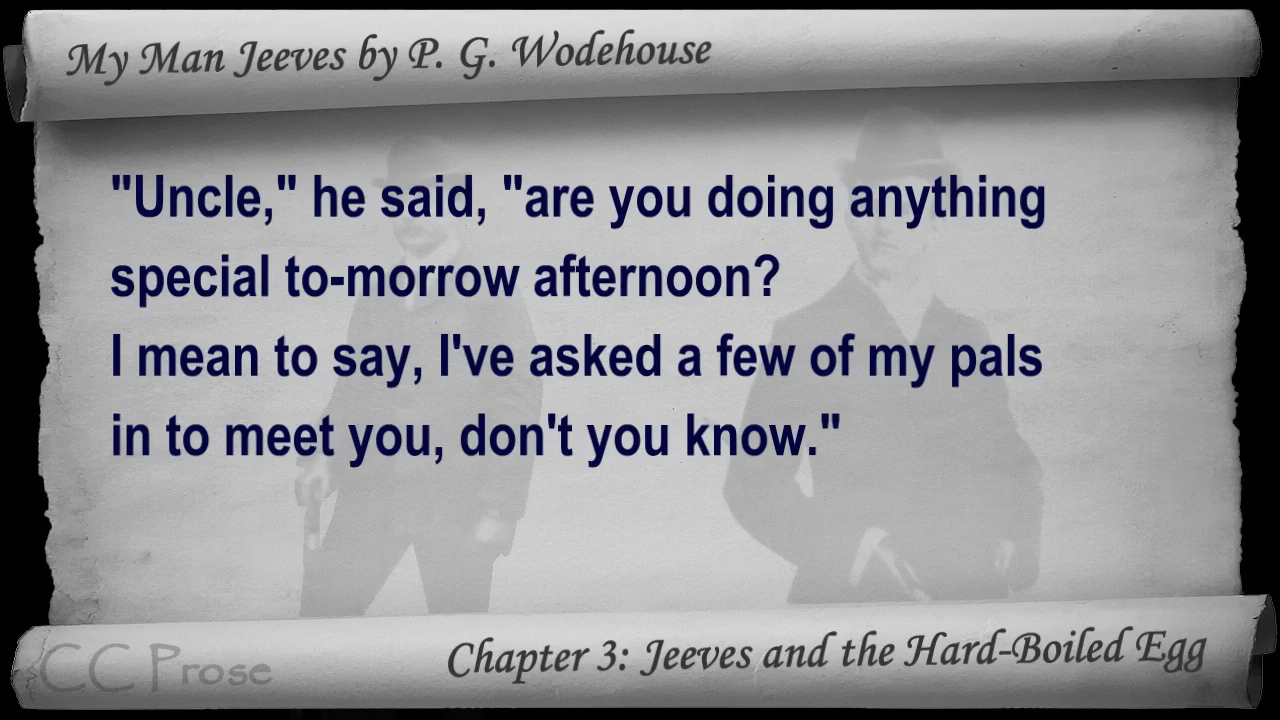 My Man Jeeves by P. G. Wodehouse
"Uncle," he said, "are you doing anything
special to-morrow afternoon?
I mean to say, I've asked a few of my pals
in to meet you, don't you know."
CC Prose
Chapter 3: Jeeves and the Hard-Boiled Egg